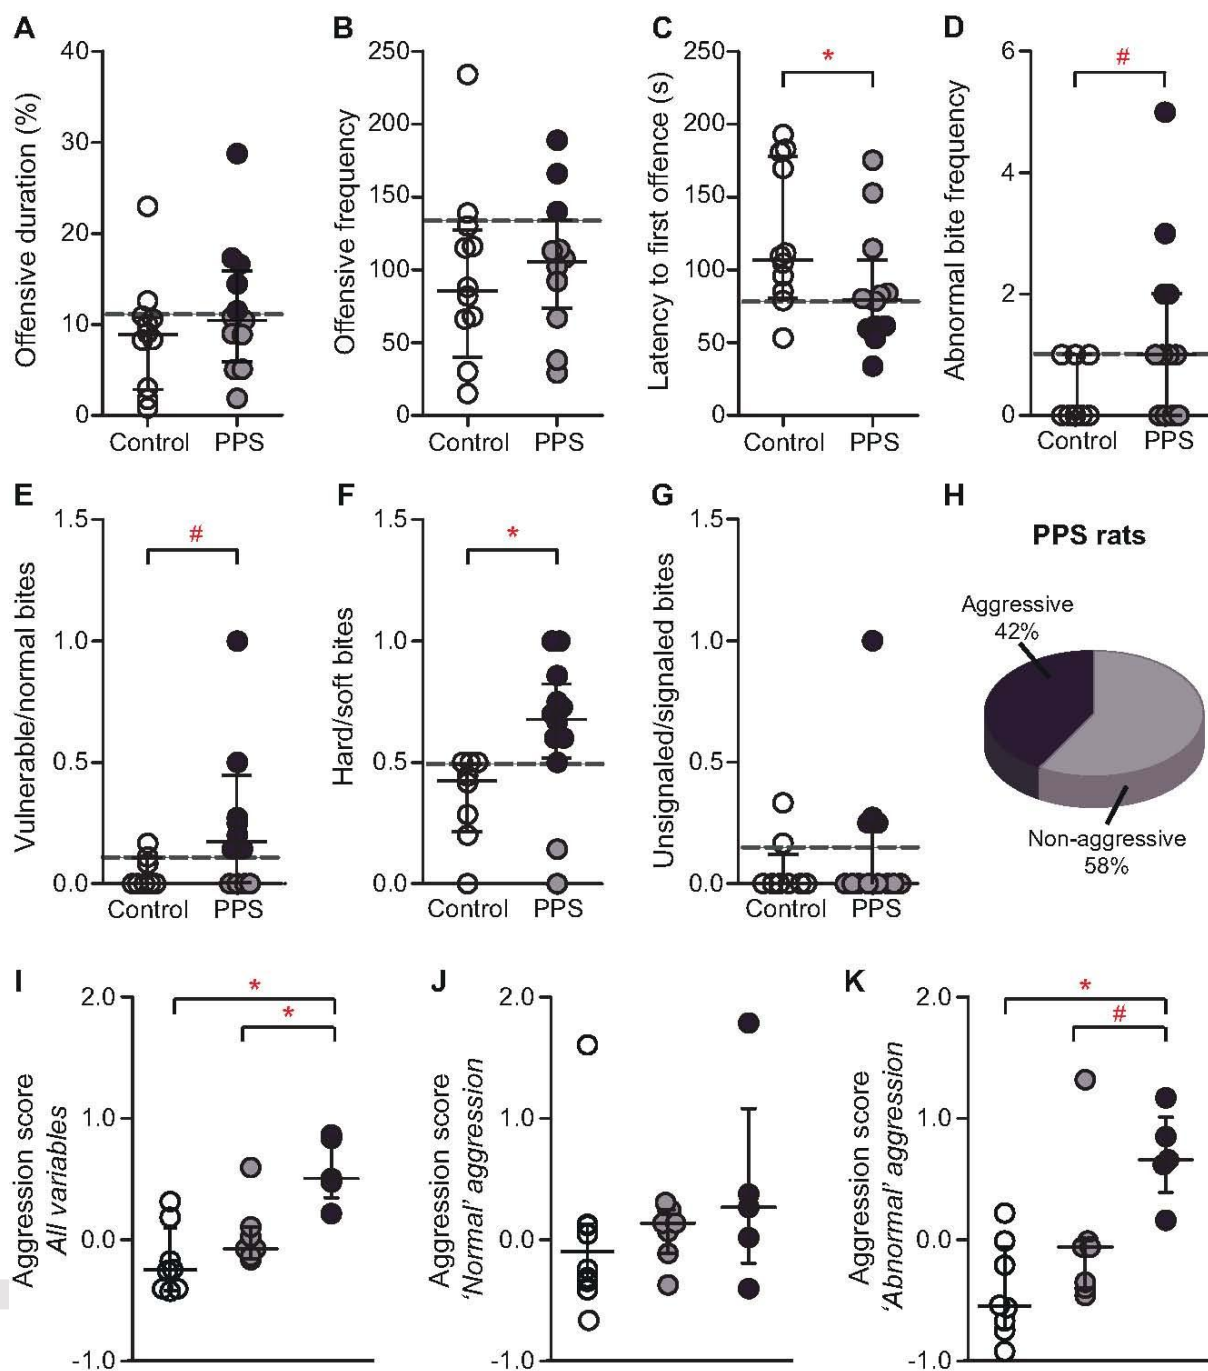 A
Offensive duration (%)
40
30
20
10
0
Control PPS
B
Offensive frequency
250
200
150
100
50
0
Control PPS
C
Latency to first offence (s)
250
200
150
100
50
0
*
Control PPS
D
Abnormal bite frequency
6
4
2
0
#
Control PPS
E
Vulnerable/normal bites
1.5
1.0
0.5
0.0
#
Control PPS
F
Hard/soft bites
1.5
1.0
0.5
0.0
*
Control PPS
G
Unsignaled/signaled bites
1.5
1.0
0.5
0.0
Control PPS
H
PPS rats
Aggressive
42%
Non-aggressive
58%
I
Aggression score
All variables
2.0
1.0
0.0
-1.0
*
*
J
Aggression score
‘Normal’ aggression
2.0
1.0
0.0
-1.0
K
Aggression score
‘Abnormal’ aggression
2.0
1.0
0.0
-1.0
*
#